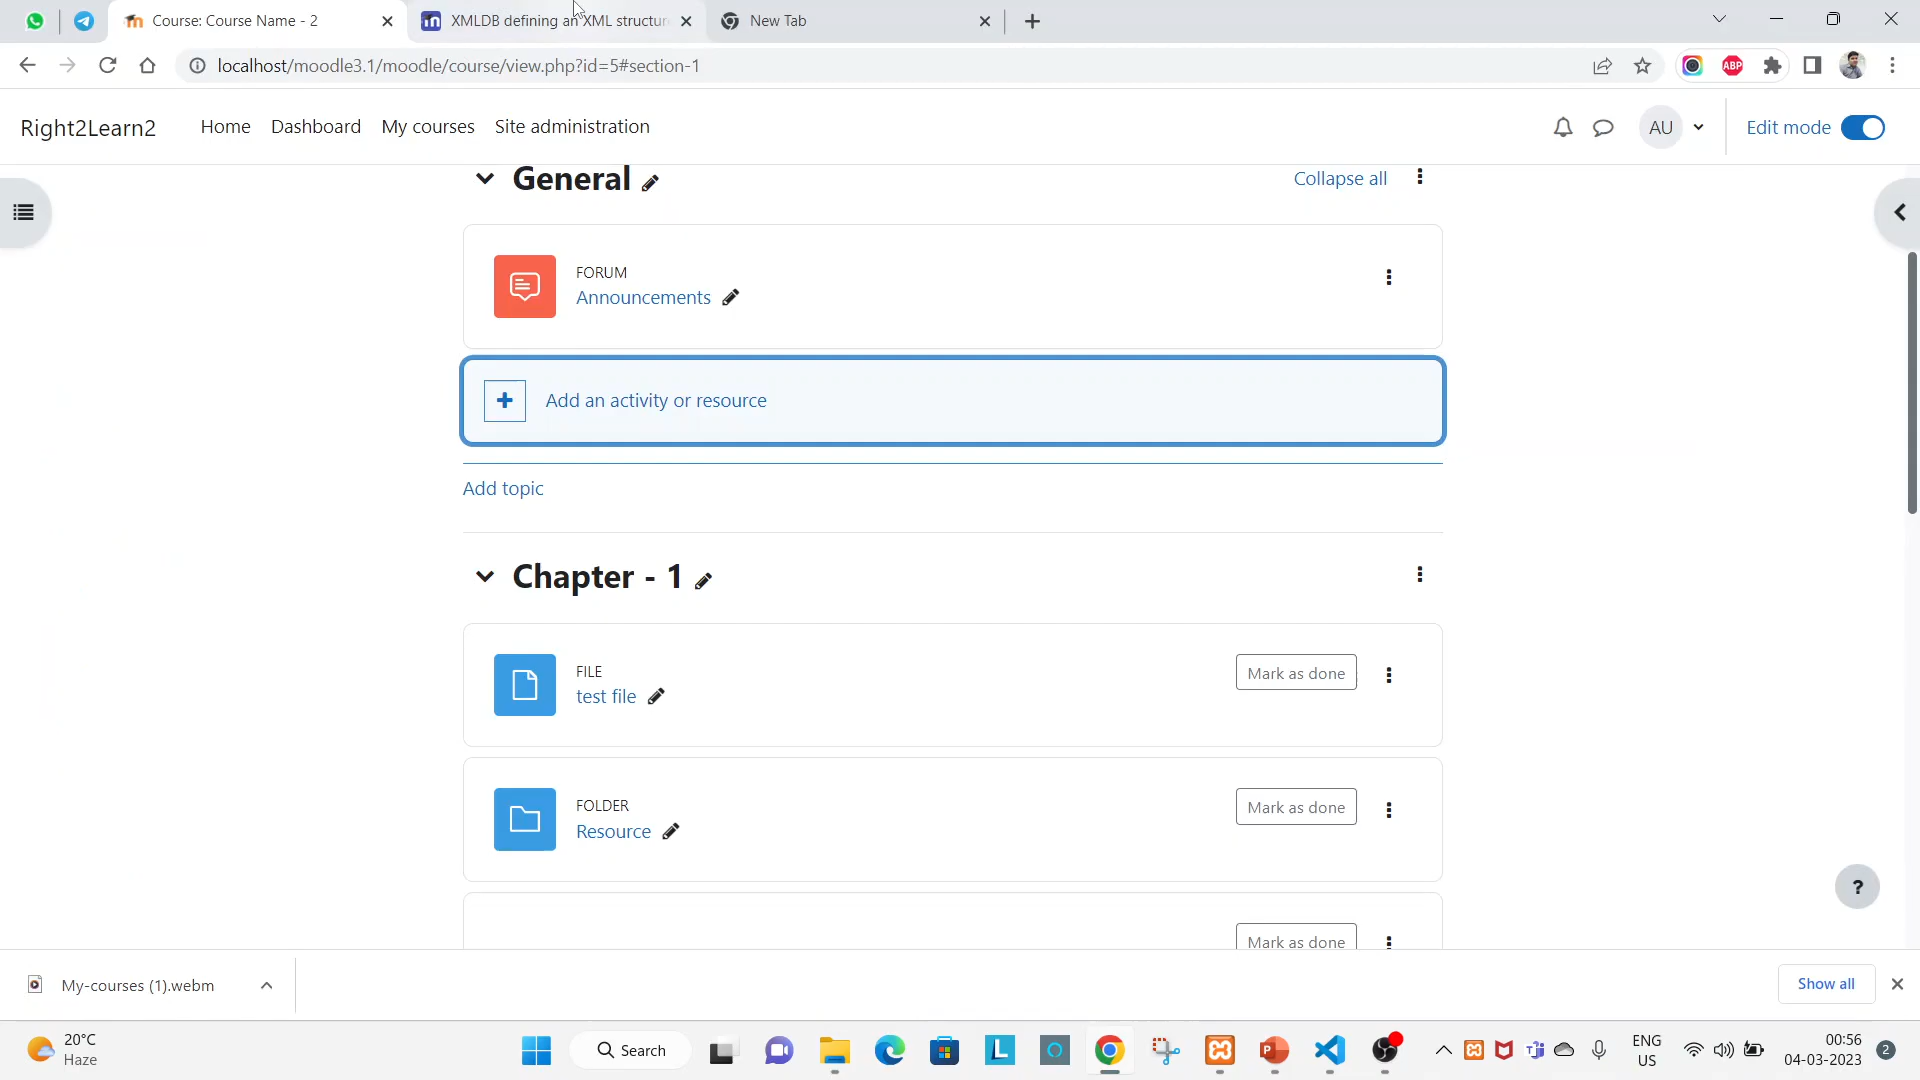 Course: Course Name - 2
XMLDB defining an XML structur
New Tab
localhost/moodle3.1/moodle/course/view.php?id=5#section-1
ABP
Right2Learn2
Home
Dashboard
My courses
Site administration
AU
Edit mode
General
Collapse all
FORUM
Announcements
Add an activity or resource
Add topic
Chapter - 1
FILE
test file
Mark as done
FOLDER
Resource
Mark as done
Mark as done
?
My-courses (1).webm
Show all
20°C
Haze
Search
ENG
US
00:56
04-03-2023
2